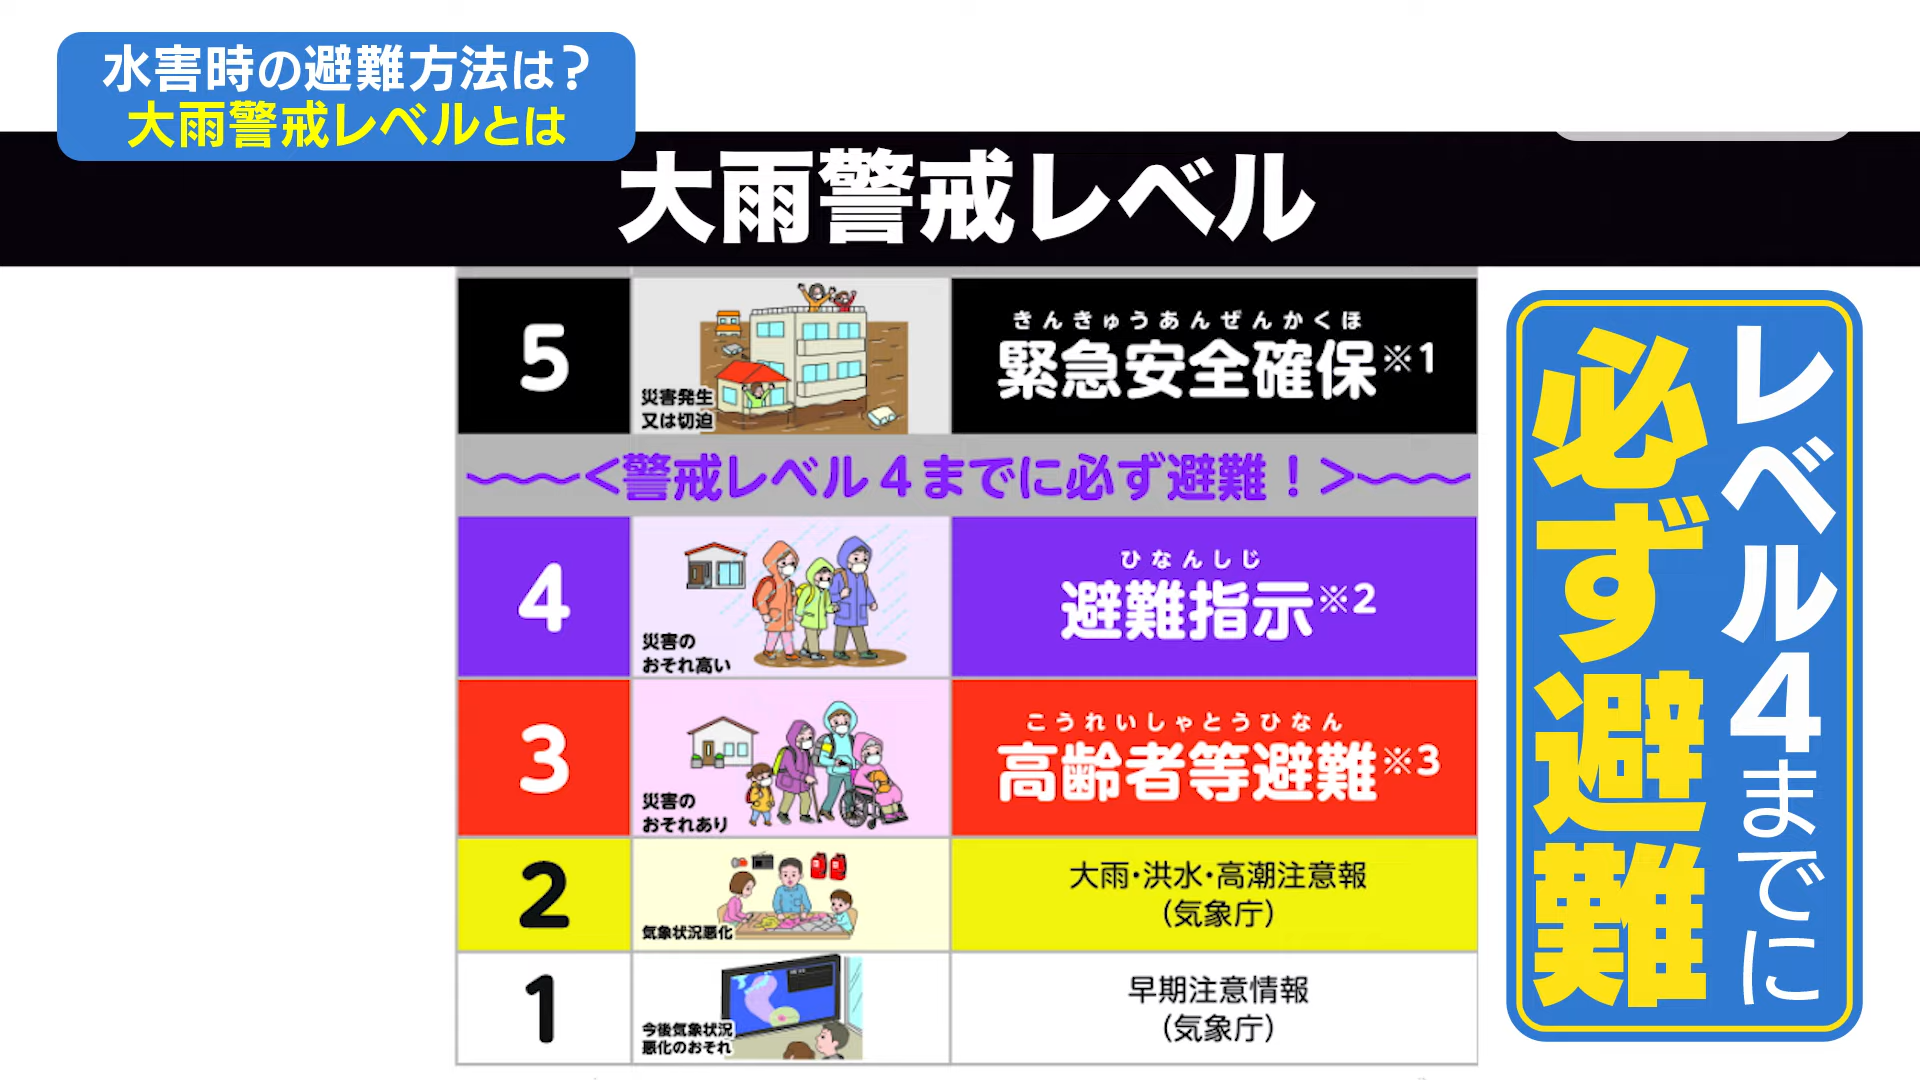 水害時の避難方法は?
大雨警戒レベルとは
大雨警戒レベル
5
災害発生
又は切迫
きんきゅうあんぜんかくほ
緊急安全確保※1
〜〜〜<警戒レベル4までに必ず避難!>〜〜〜
4
災害の
おそれ高い
ひなんしじ
避難指示※2
3
災害の
おそれあり
こうれいしゃとうひなん
高齢者等避難※3
2
気象状況悪化
大雨・洪水・高潮注意報
(気象庁)
1
今後気象状況
悪化のおそれ
早期注意情報
(気象庁)
レベル4までに
必ず避難